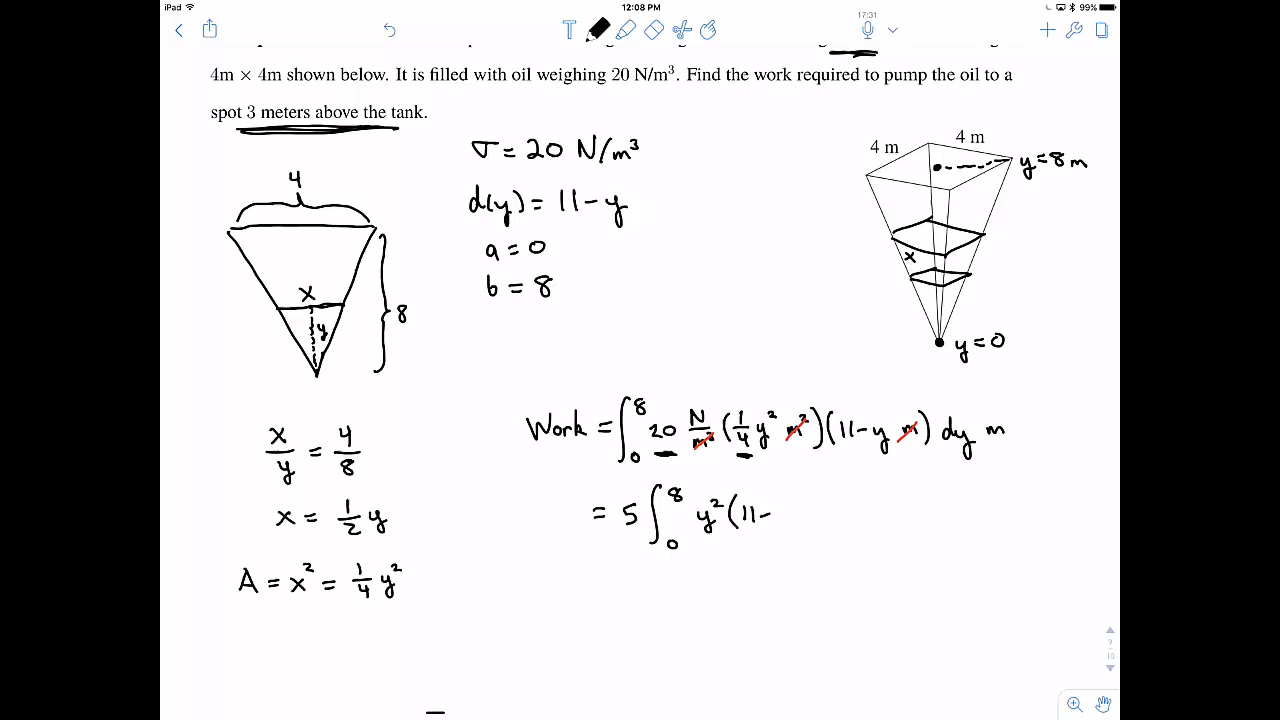 iPad 12:08 PM 99%
17:31
4m × 4m shown below. It is filled with oil weighing 20 N/m³. Find the work required to pump the oil to a
spot 3 meters above the tank.
σ = 20 N/m³
d(y) = 11 - y
a = 0
b = 8
4
x
y
8
4 m
4 m
y = 8 m
x
y = 0
x/y = 4/8
x = 1/2 y
A = x² = 1/4 y²
Work = ∫₀⁸ 20 N/m³ (1/4 y² m²)(11 - y m) dy m
= 5 ∫₀⁸ y² (11 -
9
10